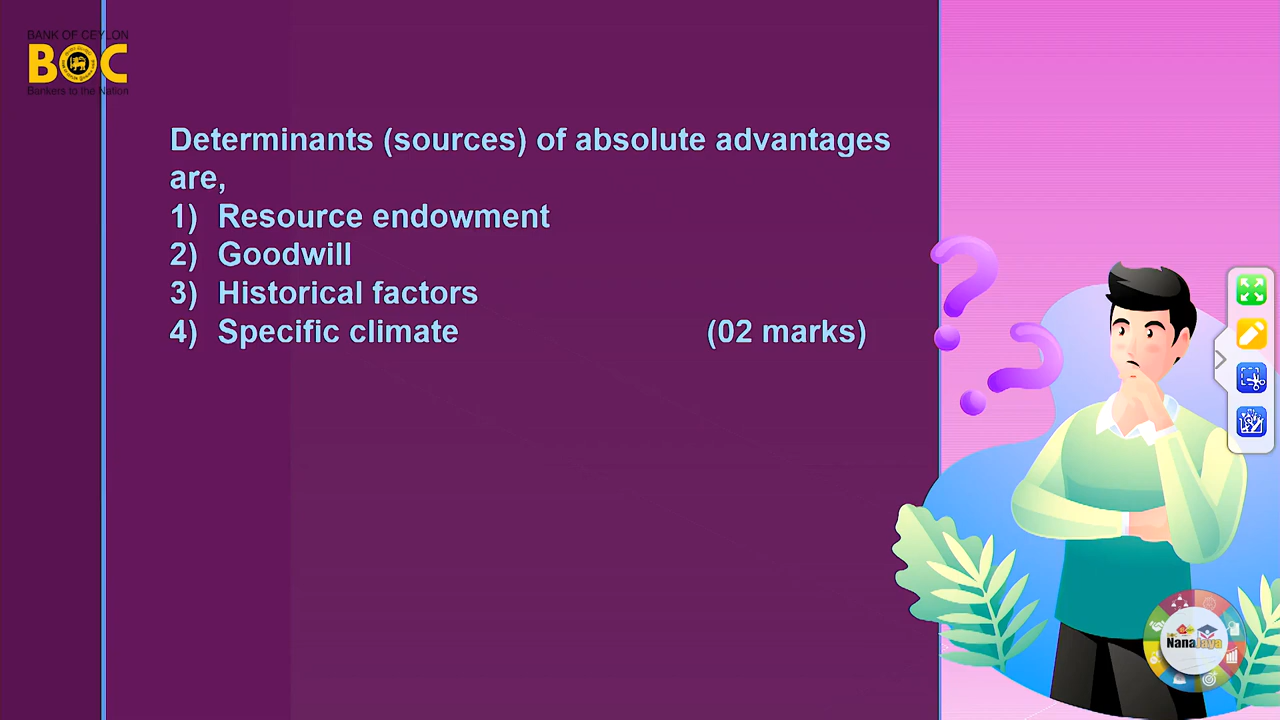 BANK OF CEYLON
BOC
Bankers to the Nation
Determinants (sources) of absolute advantages
are,
1) Resource endowment
2) Goodwill
3) Historical factors
4) Specific climate (02 marks)
NanaJaya